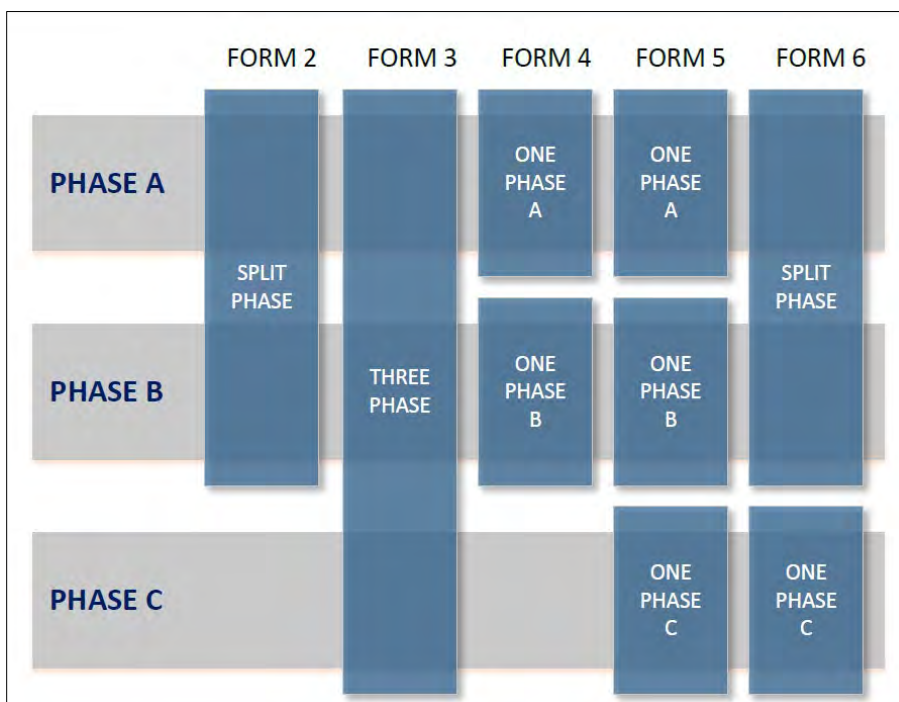 FORM 2 FORM 3 FORM 4 FORM 5 FORM 6
PHASE A
ONE
PHASE
A
ONE
PHASE
A
SPLIT
PHASE
SPLIT
PHASE
PHASE B
THREE
PHASE
ONE
PHASE
B
ONE
PHASE
B
PHASE C
ONE
PHASE
C
ONE
PHASE
C